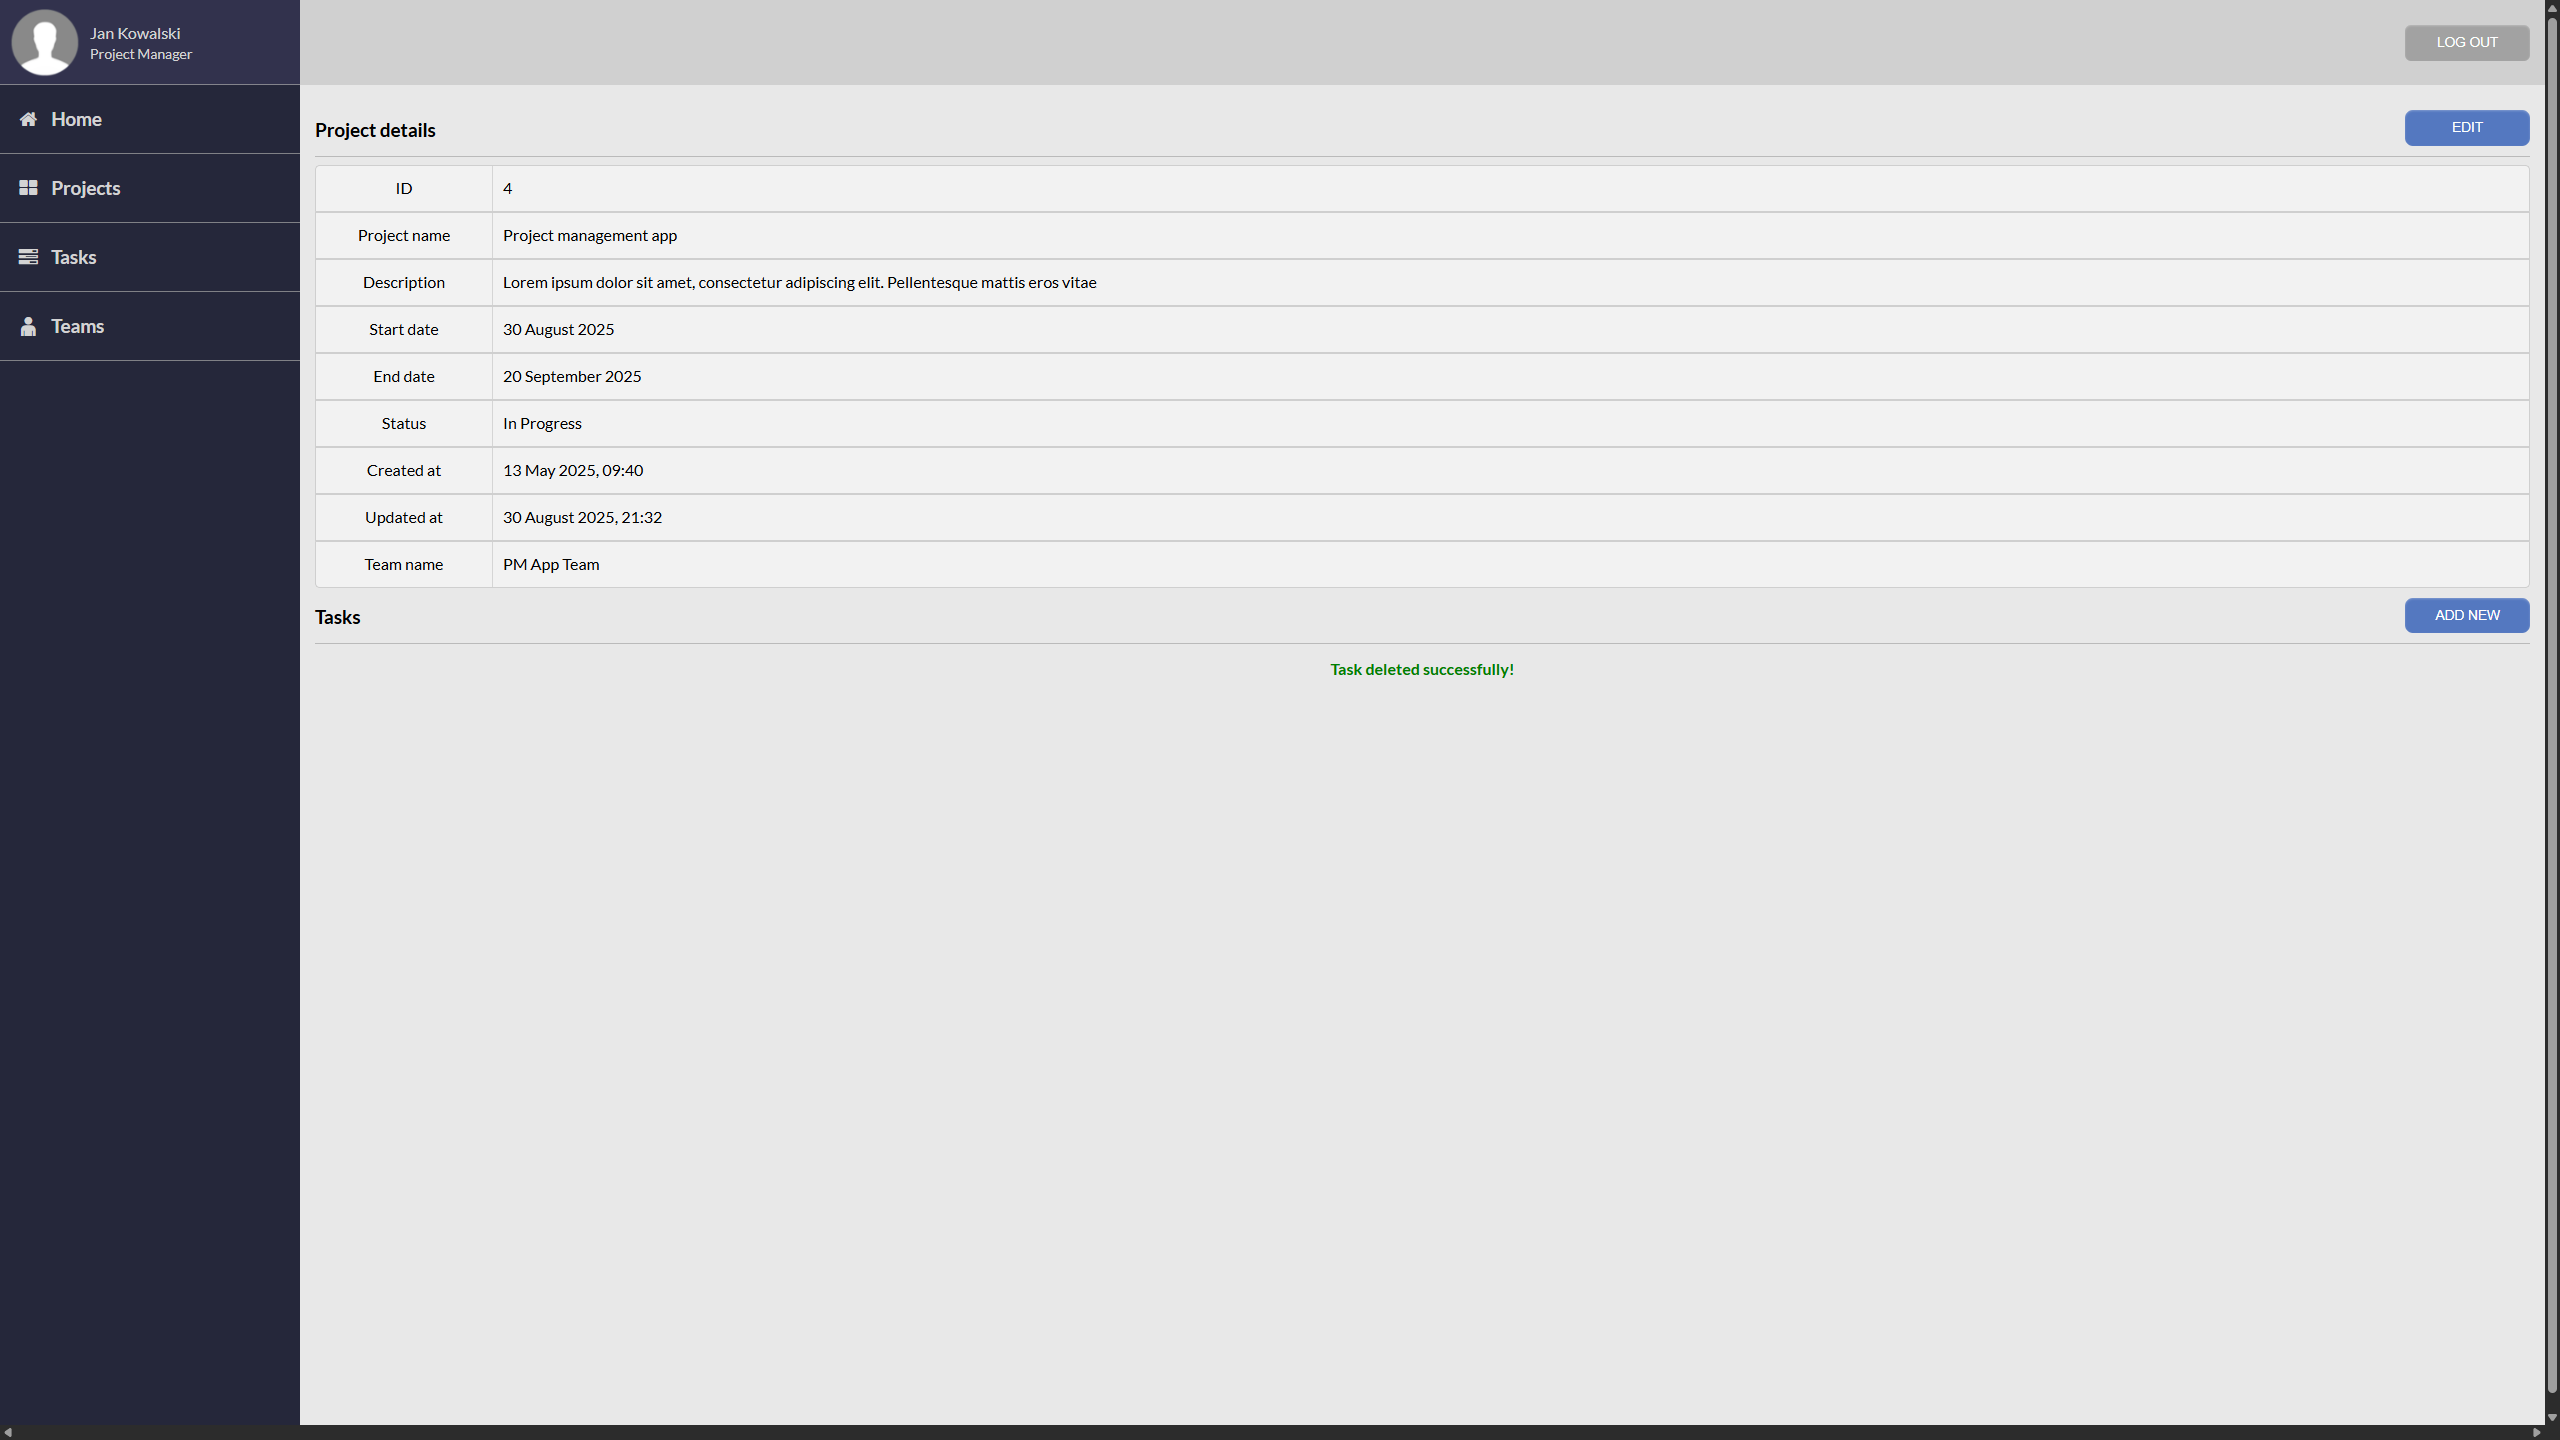 Jan Kowalski
Project Manager
LOG OUT
Home
Projects
Tasks
Teams
Project details
EDIT
ID 4
Project name Project management app
Description Lorem ipsum dolor sit amet, consectetur adipiscing elit. Pellentesque mattis eros vitae
Start date 30 August 2025
End date 20 September 2025
Status In Progress
Created at 13 May 2025, 09:40
Updated at 30 August 2025, 21:32
Team name PM App Team
Tasks
ADD NEW
Task deleted successfully!